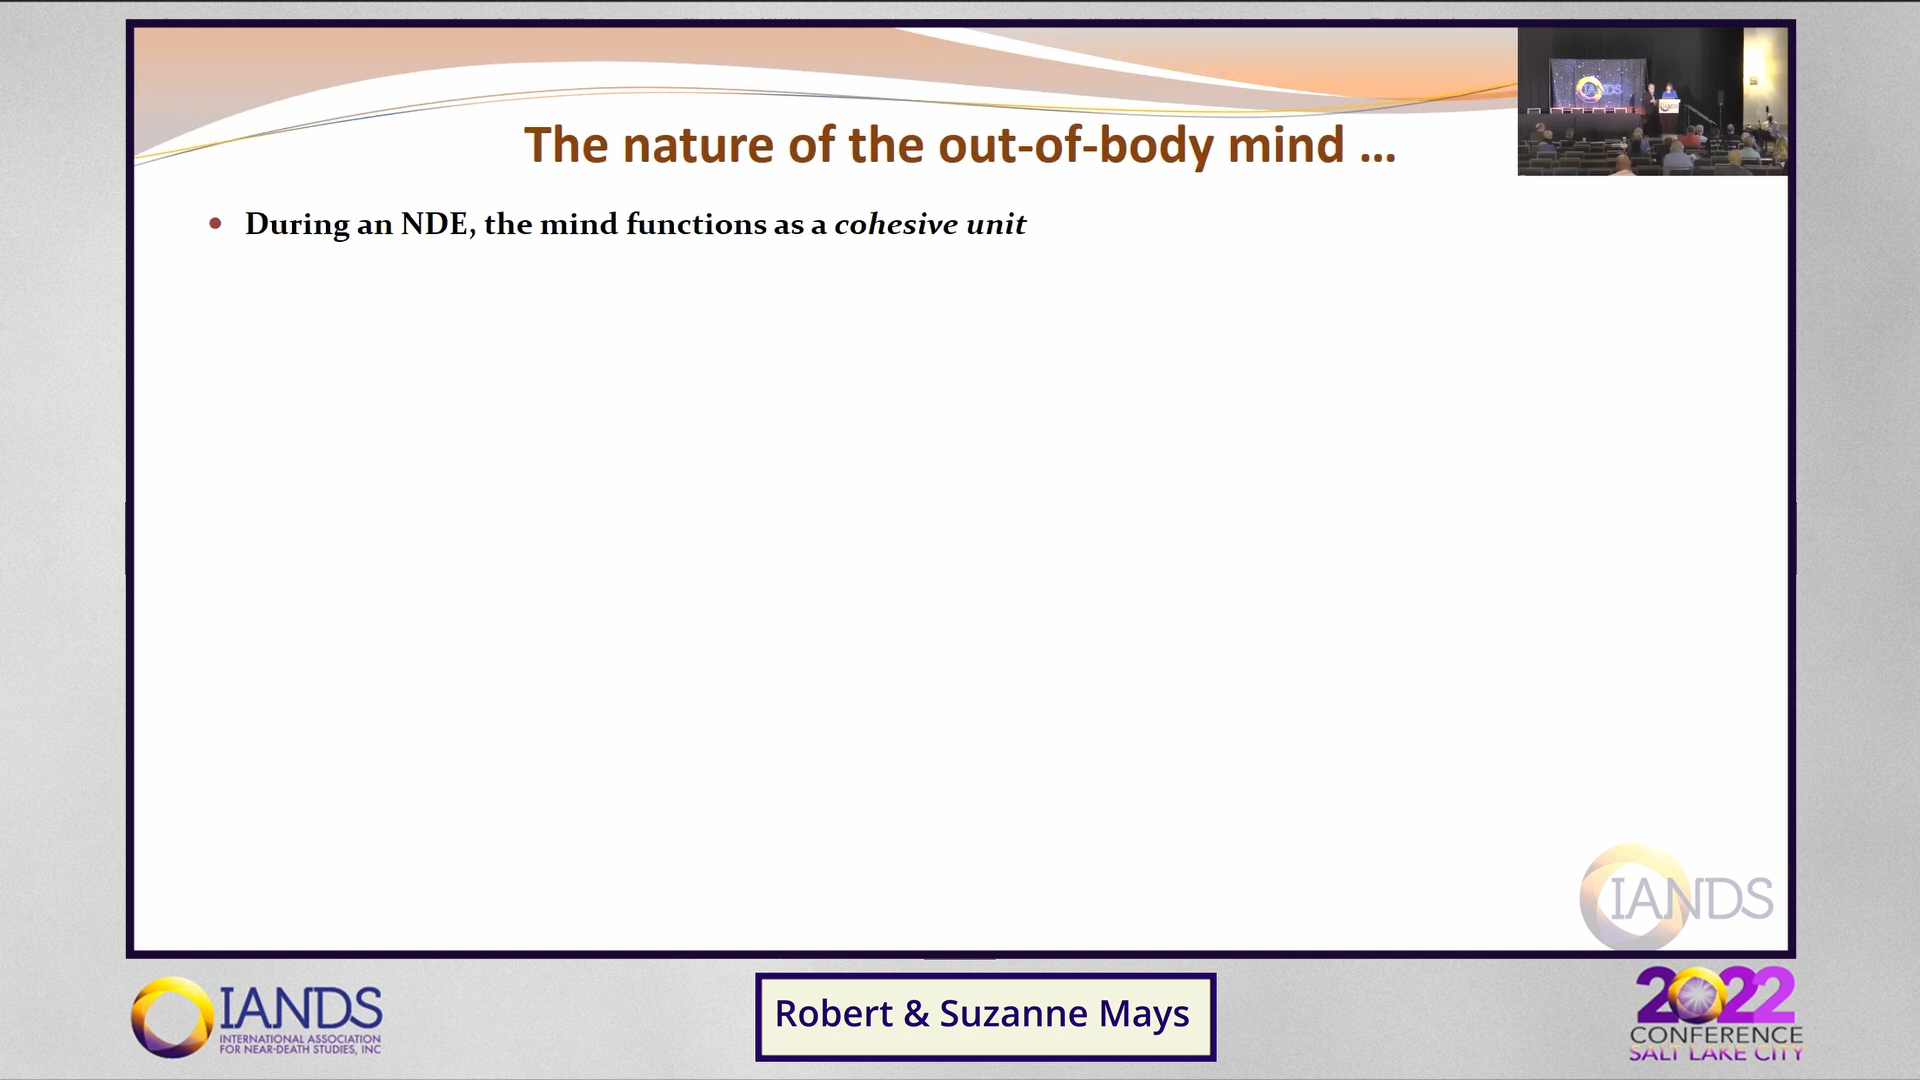 The nature of the out-of-body mind ...
• During an NDE, the mind functions as a cohesive unit
IANDS
IANDS
IANDS
INTERNATIONAL ASSOCIATION
FOR NEAR-DEATH STUDIES, INC
Robert & Suzanne Mays
2022
CONFERENCE
SALT LAKE CITY